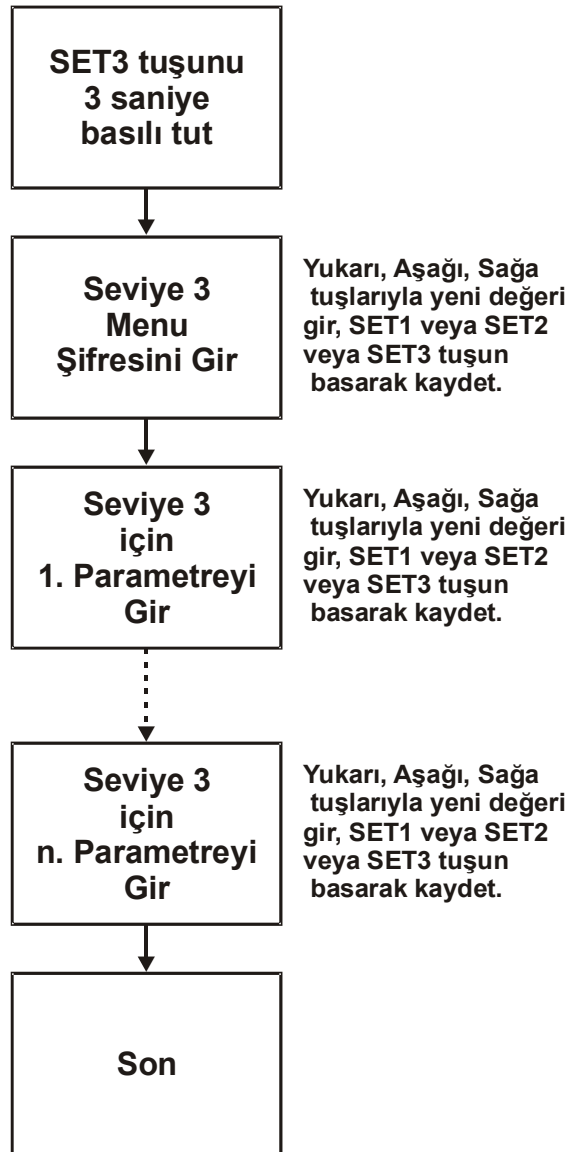 SET3 tuşunu
3 saniye
basılı tut
Seviye 3
Menu
Şifresini Gir
Yukarı, Aşağı, Sağa
tuşlarıyla yeni değeri
gir, SET1 veya SET2
veya SET3 tuşun
basarak kaydet.
Seviye 3
için
1. Parametreyi
Gir
Yukarı, Aşağı, Sağa
tuşlarıyla yeni değeri
gir, SET1 veya SET2
veya SET3 tuşun
basarak kaydet.
Seviye 3
için
n. Parametreyi
Gir
Yukarı, Aşağı, Sağa
tuşlarıyla yeni değeri
gir, SET1 veya SET2
veya SET3 tuşun
basarak kaydet.
Son